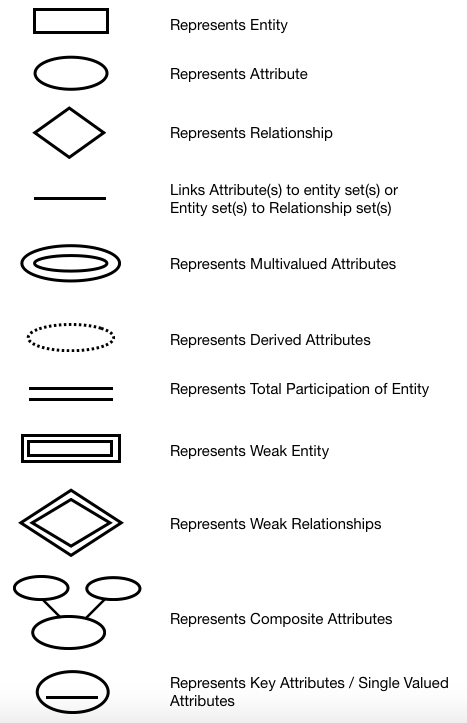 Represents Entity
Represents Attribute
Represents Relationship
Links Attribute(s) to entity set(s) or
Entity set(s) to Relationship set(s)
Represents Multivalued Attributes
Represents Derived Attributes
Represents Total Participation of Entity
Represents Weak Entity
Represents Weak Relationships
Represents Composite Attributes
Represents Key Attributes / Single Valued
Attributes